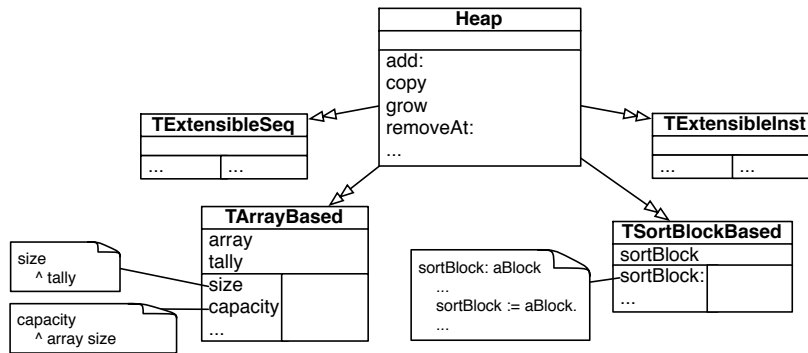 Heap
add:
copy
grow
removeAt:
...
TExtensibleSeq
... ...
TExtensibleInst
... ...
TArrayBased
array
tally
size
capacity
...
TSortBlockBased
sortBlock
sortBlock:
...
size
^ tally
capacity
^ array size
sortBlock: aBlock
...
sortBlock := aBlock.
...